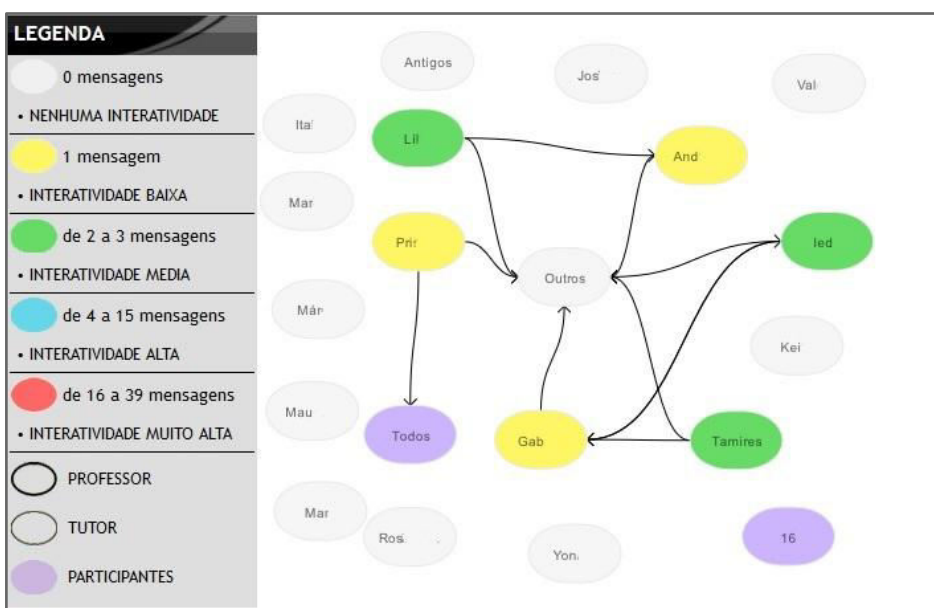 LEGENDA
0 mensagens
• NENHUMA INTERATIVIDADE
1 mensagem
• INTERATIVIDADE BAIXA
de 2 a 3 mensagens
• INTERATIVIDADE MEDIA
de 4 a 15 mensagens
• INTERATIVIDADE ALTA
de 16 a 39 mensagens
• INTERATIVIDADE MUITO ALTA
PROFESSOR
TUTOR
PARTICIPANTES
Antigos
Jos
Val
Ita
Lil
And
Mar
Pri
Outros
Ied
Már
Kei
Mau
Todos
Gab
Tamires
Mar
Ros
Yon
16